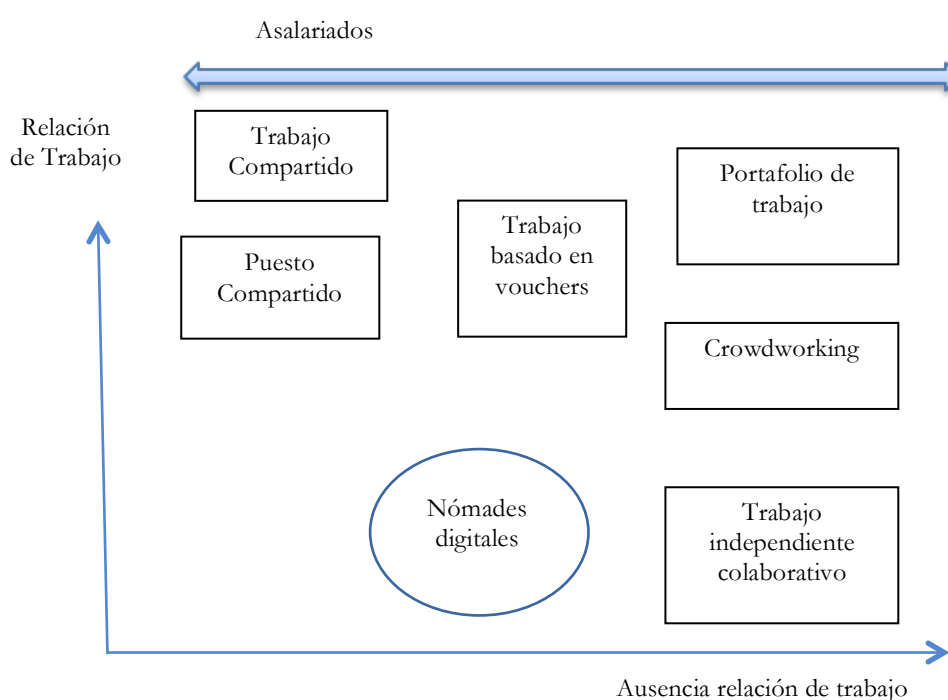 Asalariados
Relación
de Trabajo
Trabajo
Compartido
Portafolio de
trabajo
Trabajo
basado en
vouchers
Puesto
Compartido
Crowdworking
Nómades
digitales
Trabajo
independiente
colaborativo
Ausencia relación de trabajo